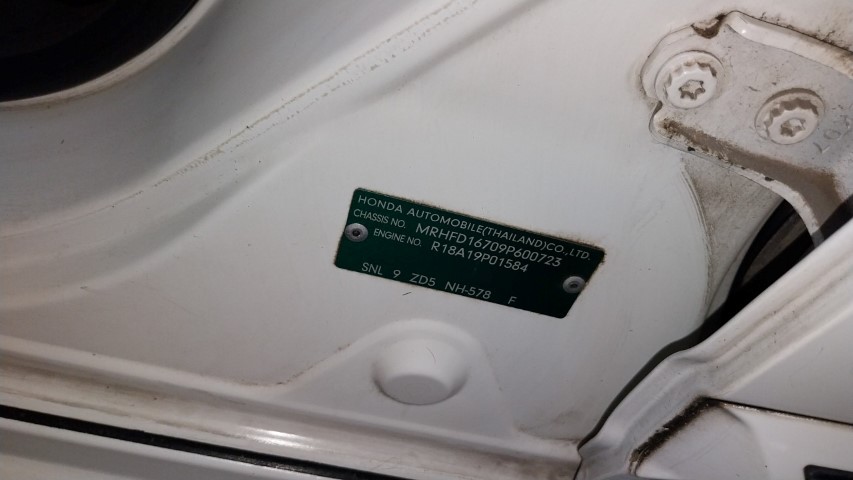 HONDA AUTOMOBILE(THAILAND)CO.,LTD.
CHASSIS NO. MRHFD16709P600723
ENGINE NO. R18A19P01584
SNL 9 ZD5 NH-578 F